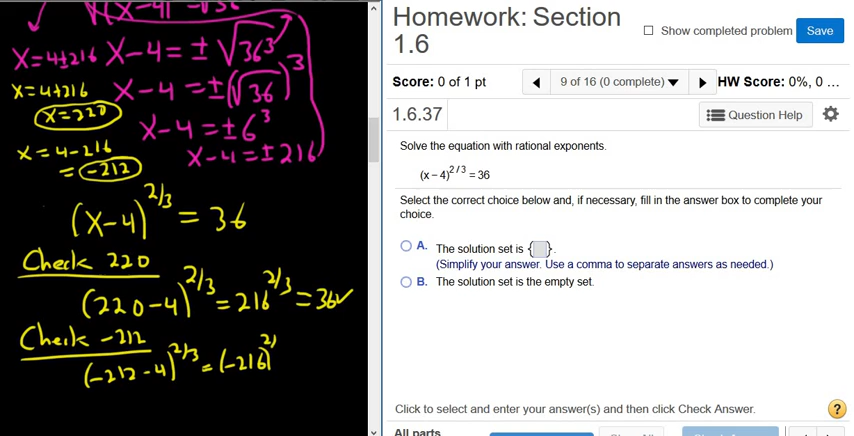 x=4±216 x-4=±√36³
x=4+216 x-4=±(√36)³
x=220 x-4=±6³
x=4-216 x-4=±216
=-212
(x-4)^2/3 = 36
Check 220
(220-4)^2/3 = 216^2/3 = 36✓
Check -212
(-212-4)^2/3 = (-216)^2/
Homework: Section
1.6
Show completed problem
Save
Score: 0 of 1 pt
9 of 16 (0 complete)
HW Score: 0%, 0 ...
1.6.37
Question Help
Solve the equation with rational exponents.
(x – 4)^2/3 = 36
Select the correct choice below and, if necessary, fill in the answer box to complete your
choice.
A. The solution set is { }.
(Simplify your answer. Use a comma to separate answers as needed.)
B. The solution set is the empty set.
Click to select and enter your answer(s) and then click Check Answer.
?
All parts